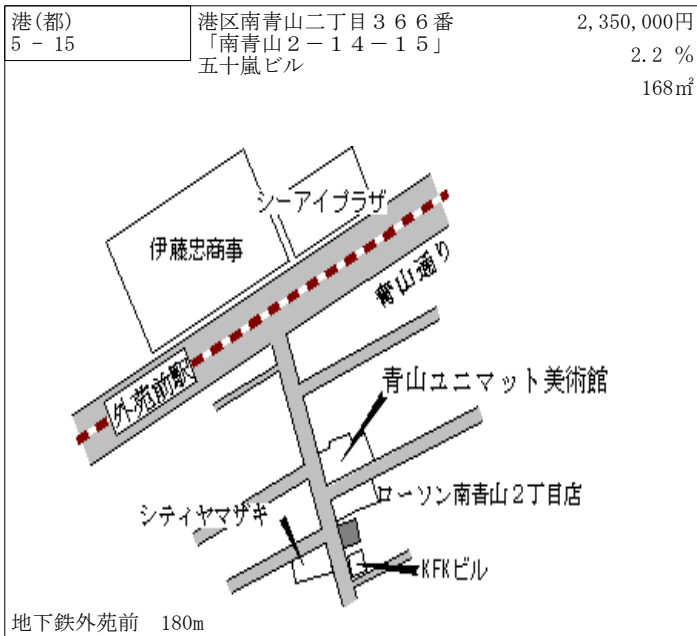 港(都)
5 - 15
港区南青山二丁目３６６番
「南青山２－１４－１５」
五十嵐ビル
2,350,000円
2.2 %
168㎡
シーアイプラザ
伊藤忠商事
青山通り
外苑前駅
青山ユニマット美術館
ローソン南青山２丁目店
シティヤマザキ
KFKビル
地下鉄外苑前　180m